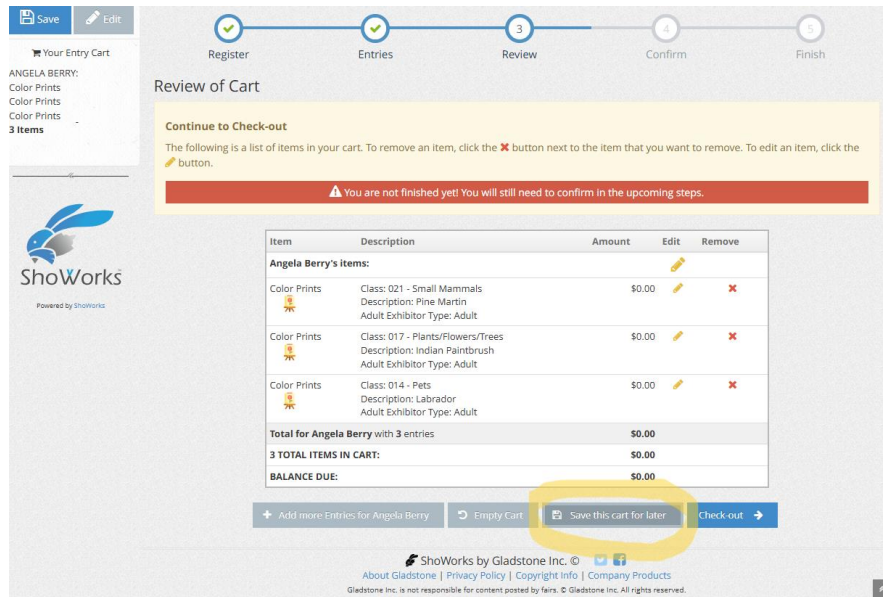 Save
Edit
Your Entry Cart
ANGELA BERRY:
Color Prints
Color Prints
Color Prints
3 Items
ShoWorks
Powered by ShoWorks
3
4
5
Register
Entries
Review
Confirm
Finish
Review of Cart
Continue to Check-out
The following is a list of items in your cart. To remove an item, click the ✖ button next to the item that you want to remove. To edit an item, click the
button.
You are not finished yet! You will still need to confirm in the upcoming steps.
Item Description Amount Edit Remove
Angela Berry's items:
Color Prints Class: 021 - Small Mammals $0.00
Description: Pine Martin
Adult Exhibitor Type: Adult
Color Prints Class: 017 - Plants/Flowers/Trees $0.00
Description: Indian Paintbrush
Adult Exhibitor Type: Adult
Color Prints Class: 014 - Pets $0.00
Description: Labrador
Adult Exhibitor Type: Adult
Total for Angela Berry with 3 entries $0.00
3 TOTAL ITEMS IN CART: $0.00
BALANCE DUE: $0.00
Add more Entries for Angela Berry
Empty Cart
Save this cart for later
Check-out
ShoWorks by Gladstone Inc. ©
About Gladstone | Privacy Policy | Copyright Info | Company Products
Gladstone Inc. is not responsible for content posted by fairs. © Gladstone Inc. All rights reserved.